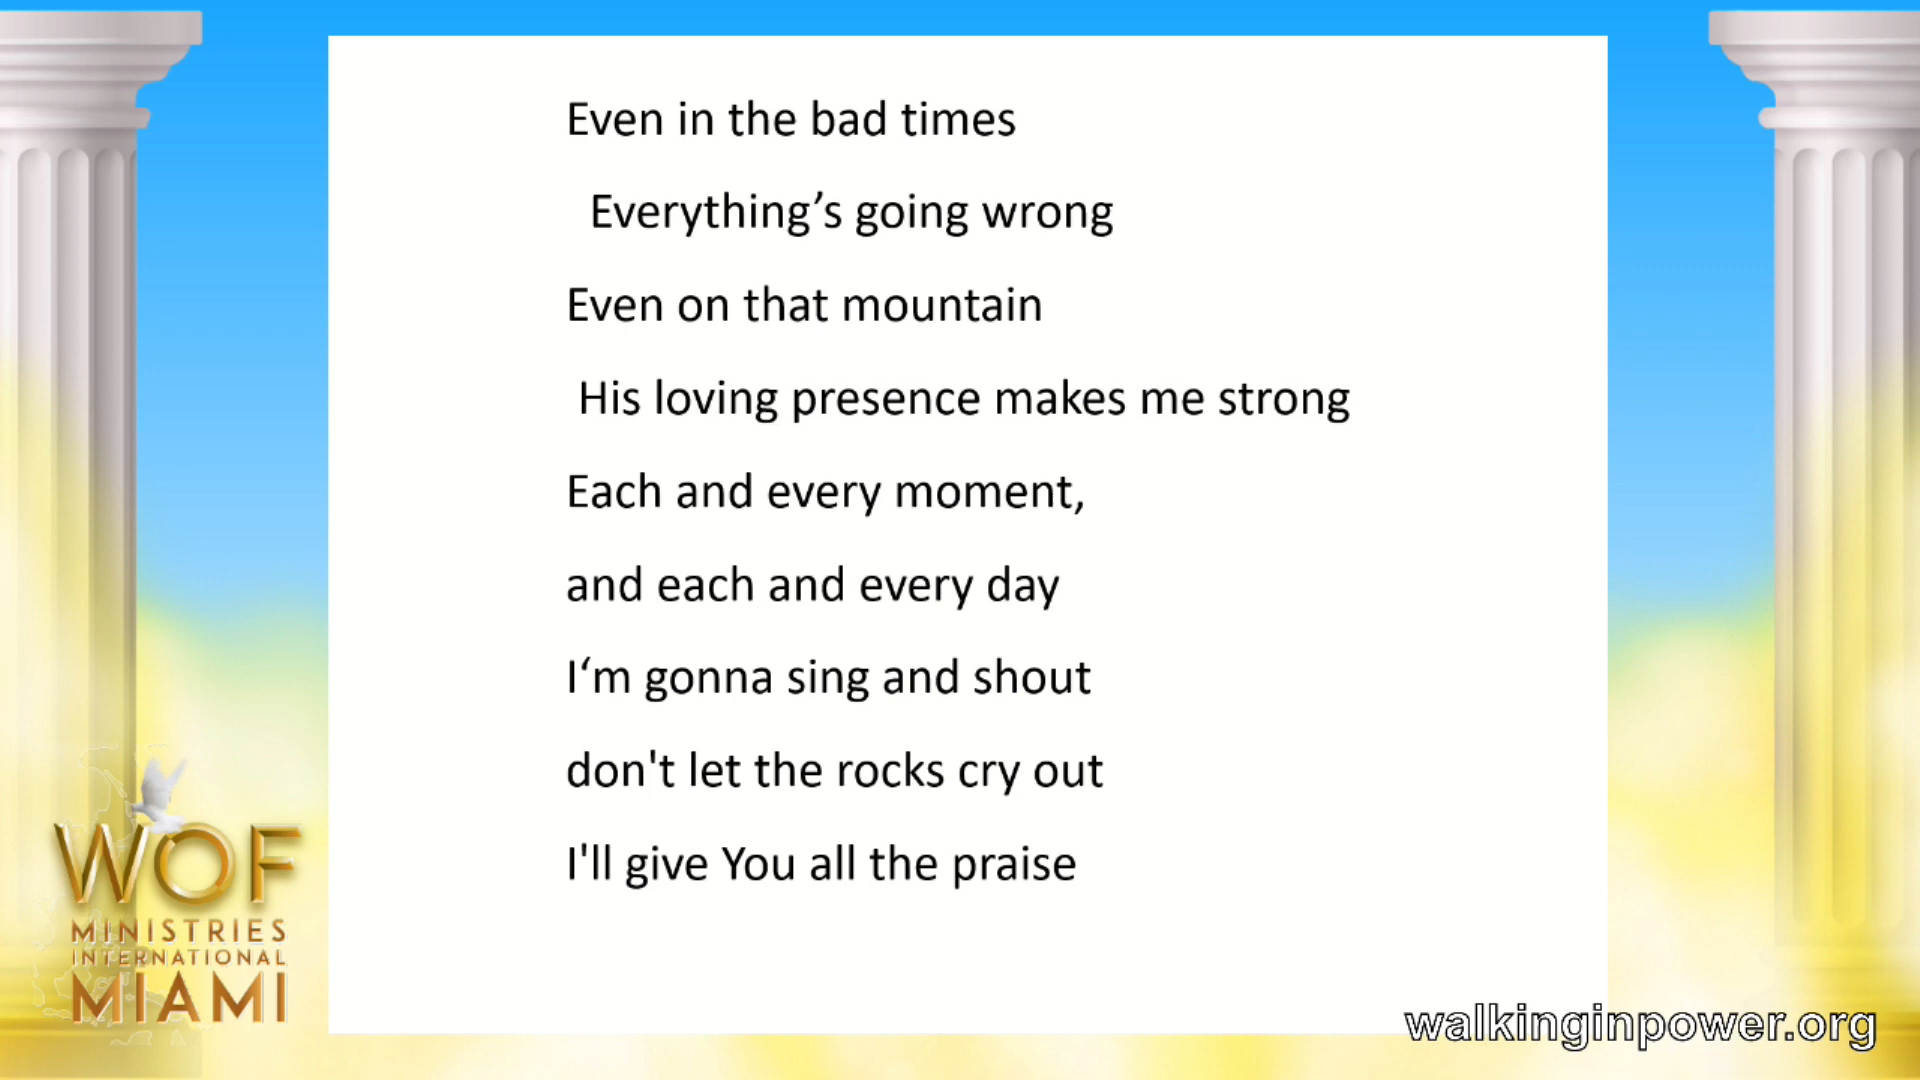 Even in the bad times
Everything’s going wrong
Even on that mountain
His loving presence makes me strong
Each and every moment,
and each and every day
I‘m gonna sing and shout
don't let the rocks cry out
I'll give You all the praise
WOF
MINISTRIES
INTERNATIONAL
MIAMI
walkinginpower.org